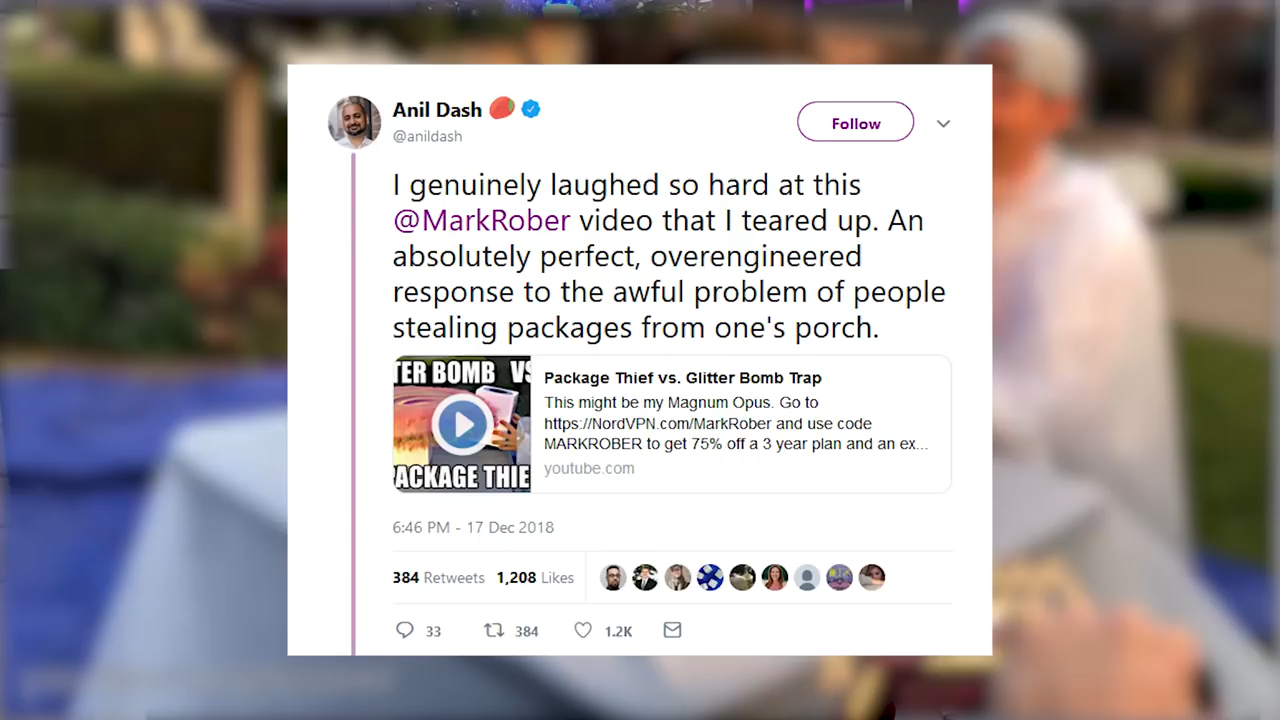 Anil Dash
@anildash
Follow
I genuinely laughed so hard at this
@MarkRober video that I teared up. An
absolutely perfect, overengineered
response to the awful problem of people
stealing packages from one's porch.
TER BOMB VS
ACKAGE THIE
Package Thief vs. Glitter Bomb Trap
This might be my Magnum Opus. Go to
https://NordVPN.com/MarkRober and use code
MARKROBER to get 75% off a 3 year plan and an ex...
youtube.com
6:46 PM - 17 Dec 2018
384 Retweets 1,208 Likes
33 384 1.2K